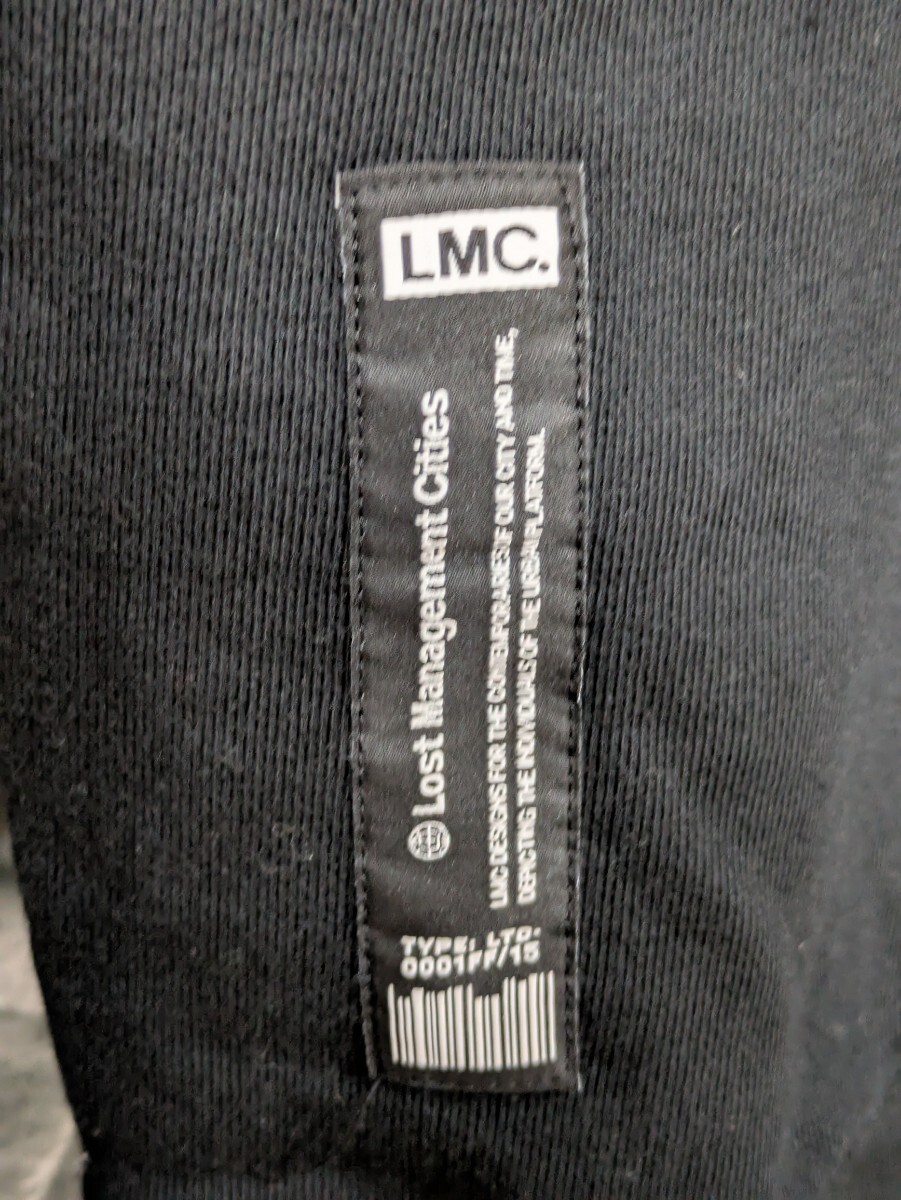 LMC.
Lost Management Cities
LMC DESIGNS FOR THE CONTEMPORARIES OF OUR CITY AND TIME,
DEPICTING THE INDIVIDUALS OF THE URBAN PLATFORM.
TYPE: LTD.
0001FF/15